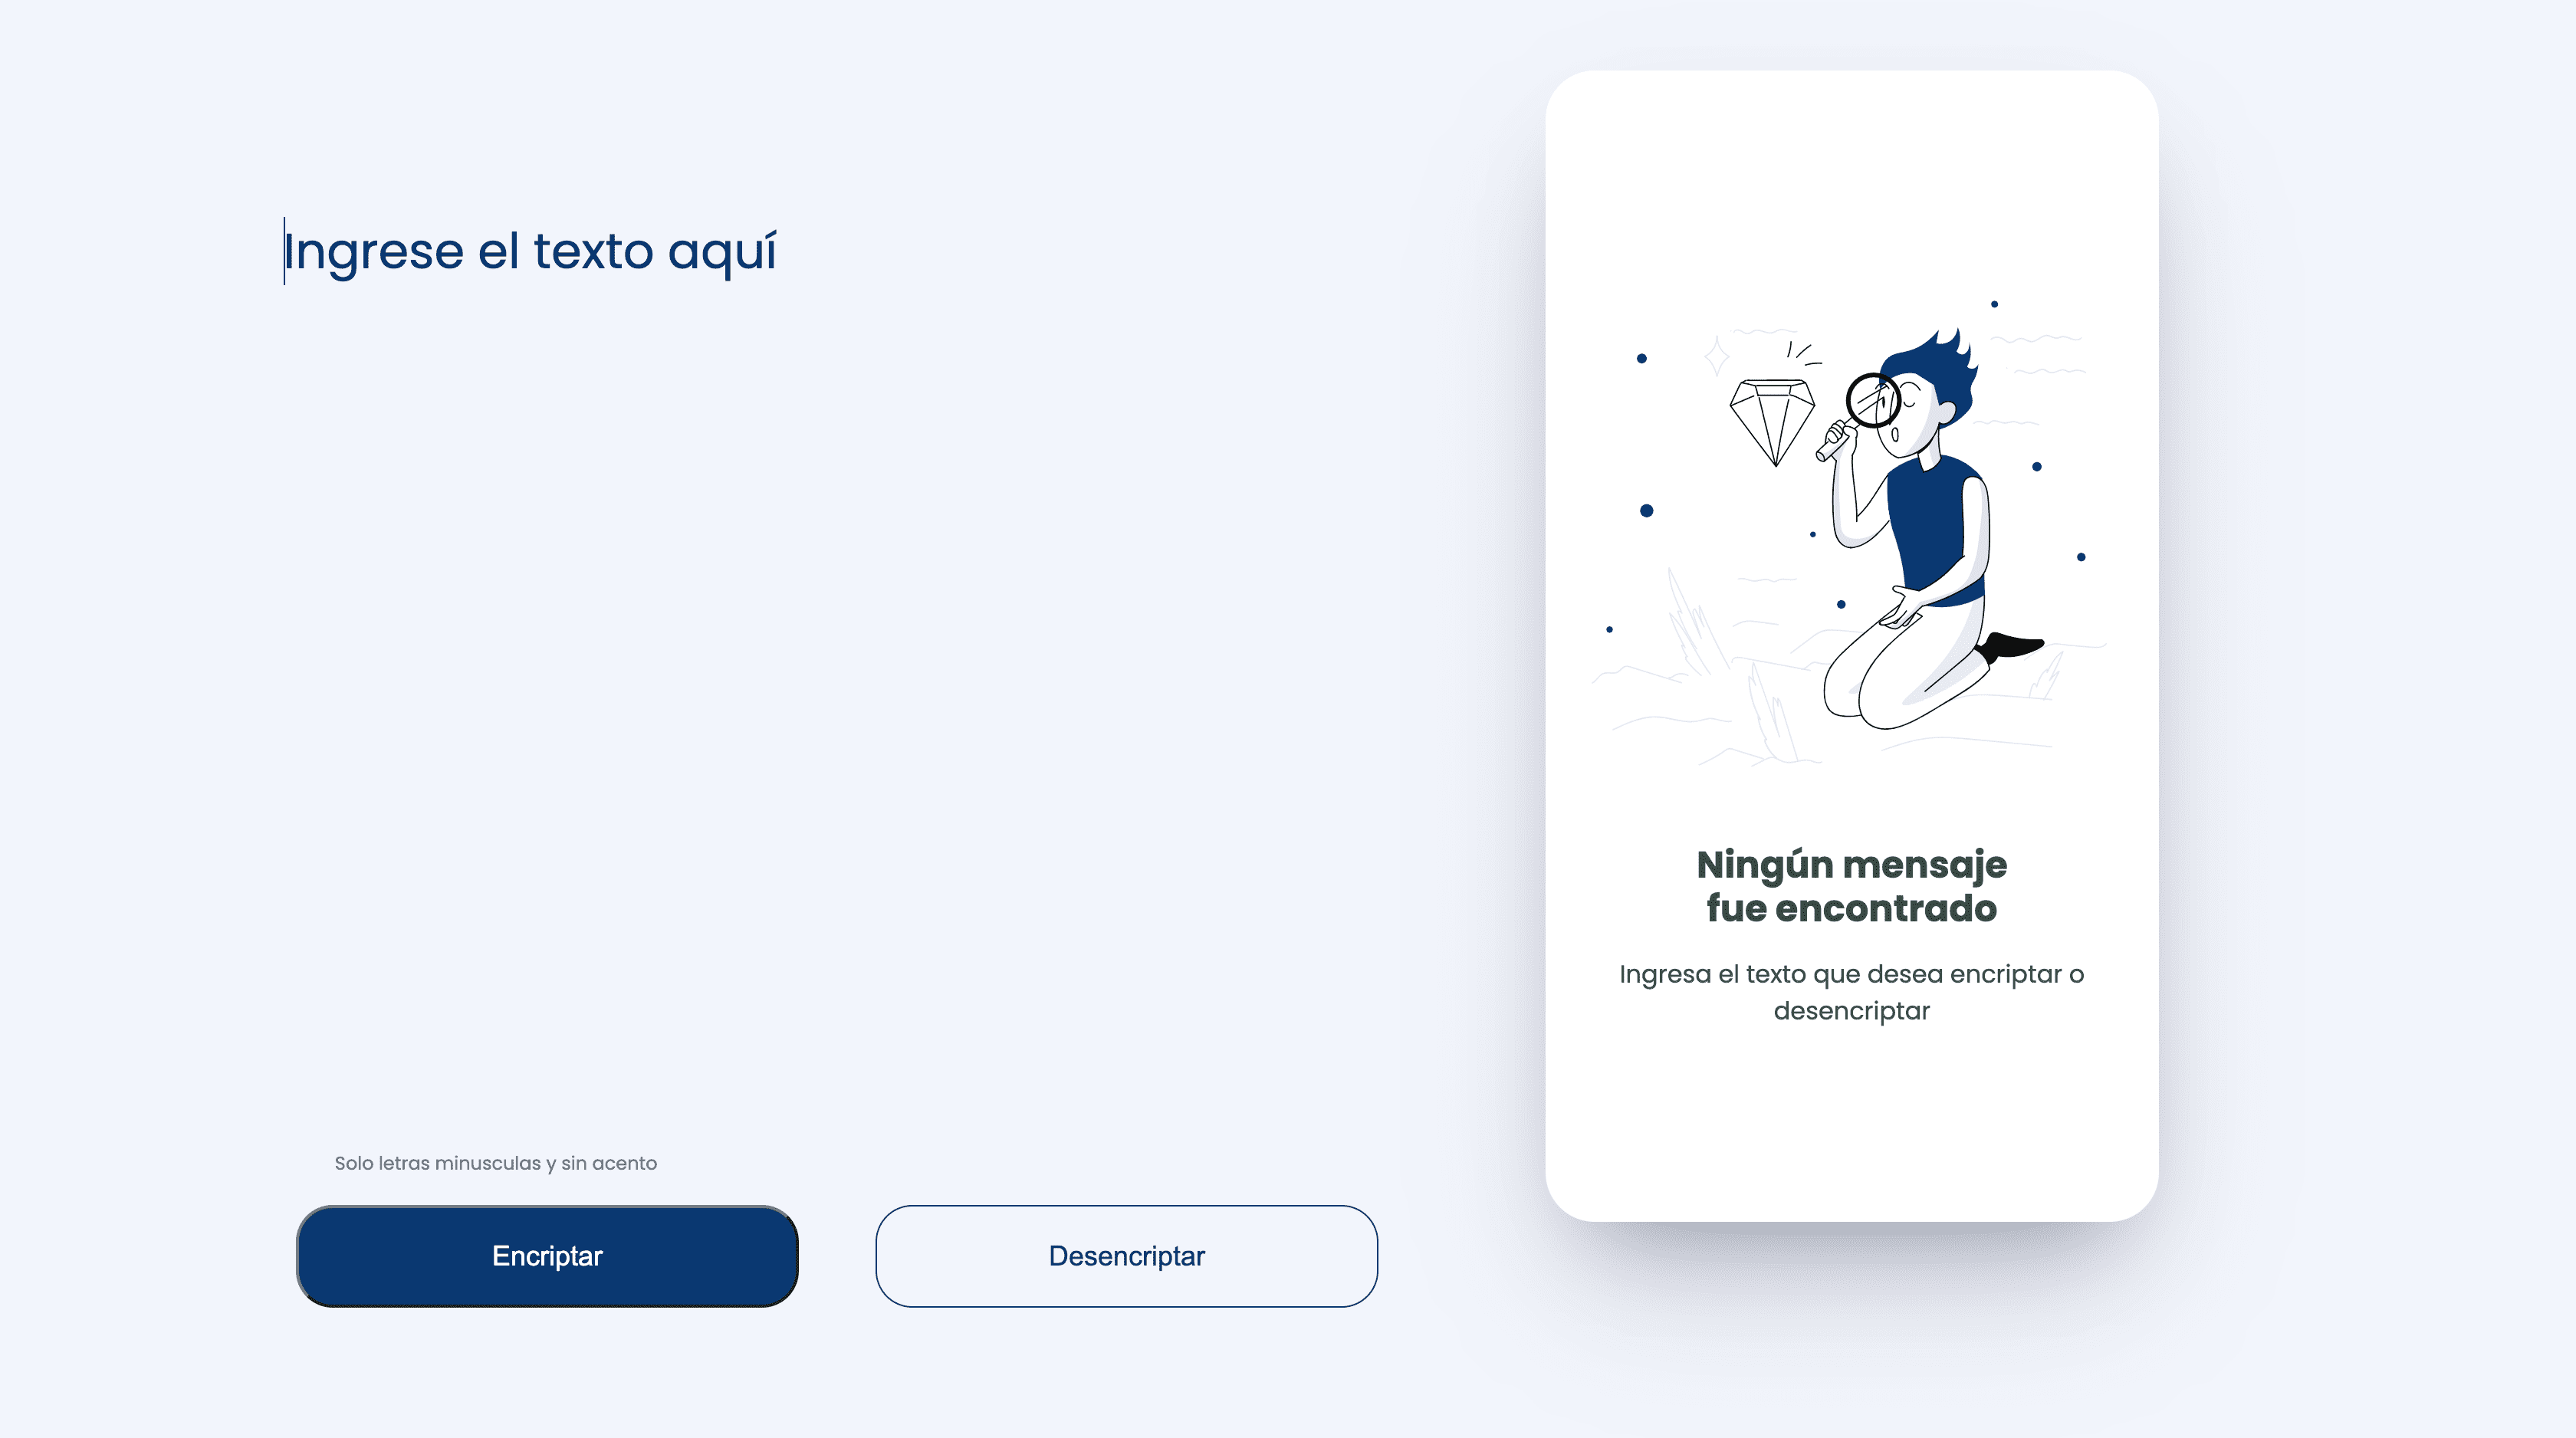 Ingrese el texto aquí
Solo letras minusculas y sin acento
Encriptar
Desencriptar
Ningún mensaje
fue encontrado
Ingresa el texto que desea encriptar o
desencriptar